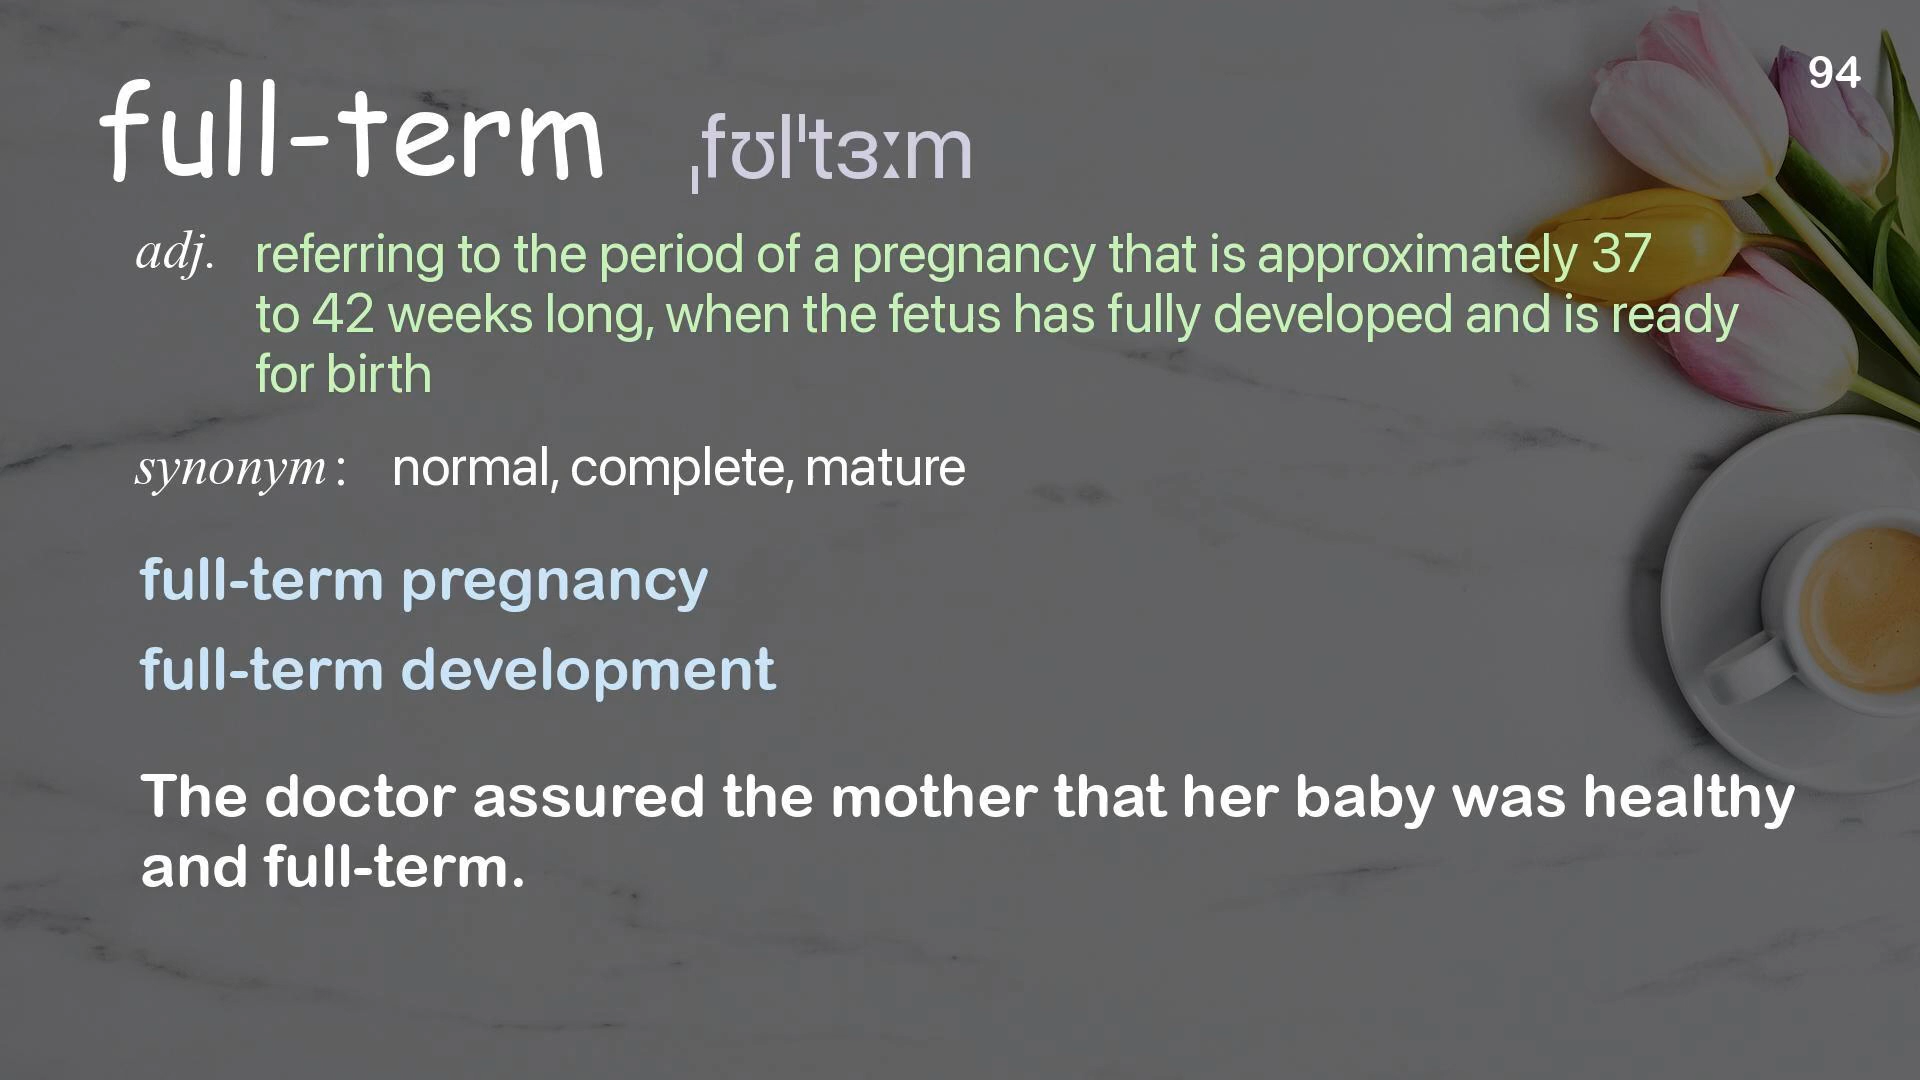 94
full-term ˌfʊlˈtɜːm
adj. referring to the period of a pregnancy that is approximately 37
to 42 weeks long, when the fetus has fully developed and is ready
for birth
synonym: normal, complete, mature
full-term pregnancy
full-term development
The doctor assured the mother that her baby was healthy
and full-term.